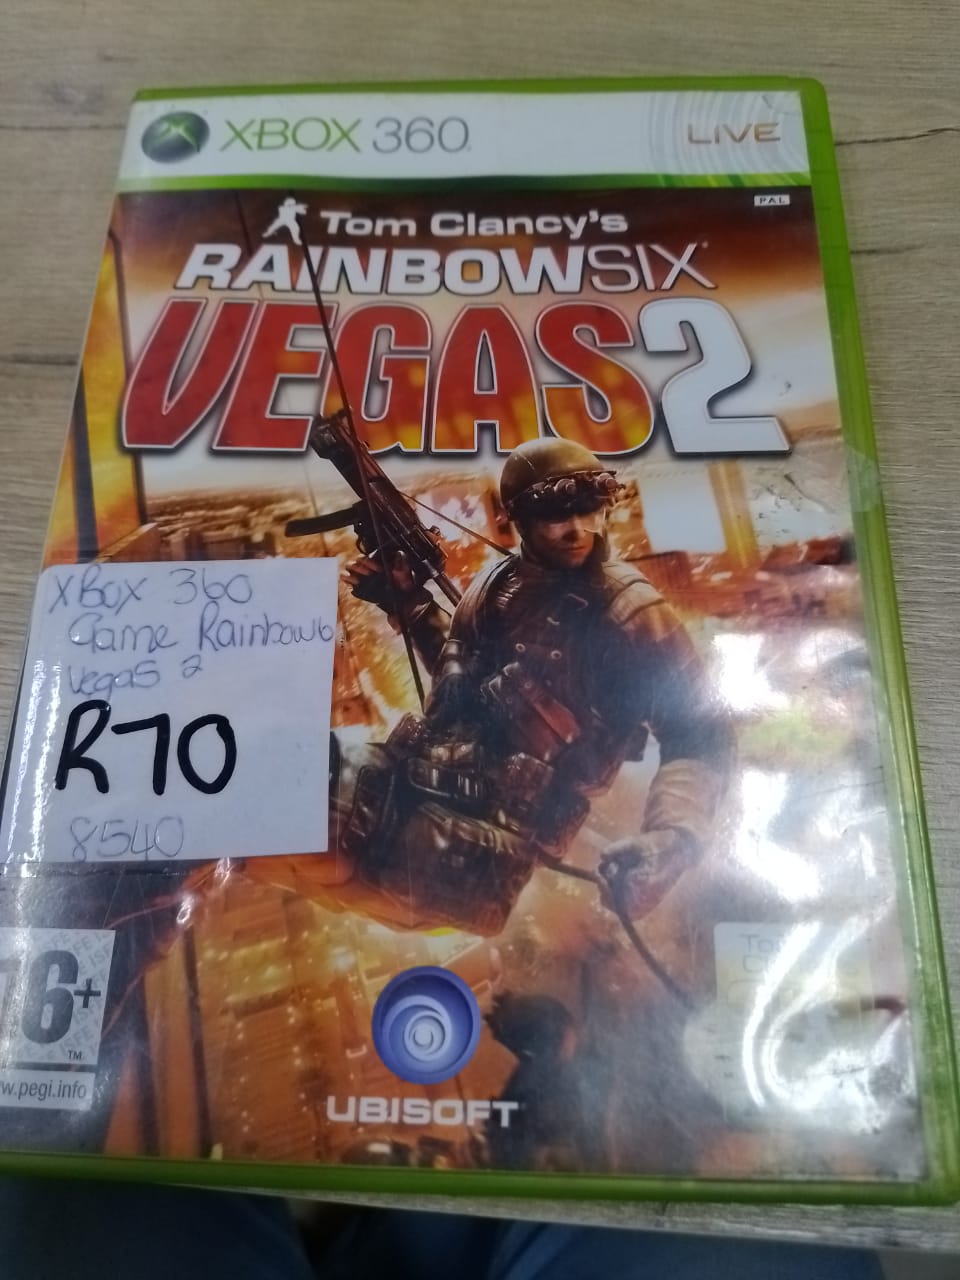 XBOX 360
LIVE
PAL
Tom Clancy's
RAINBOWSIX
VEGAS2
XBox 360
Game Rainbow6
Vegas 2
R70
8540
16+
TM
w.pegi.info
UBISOFT